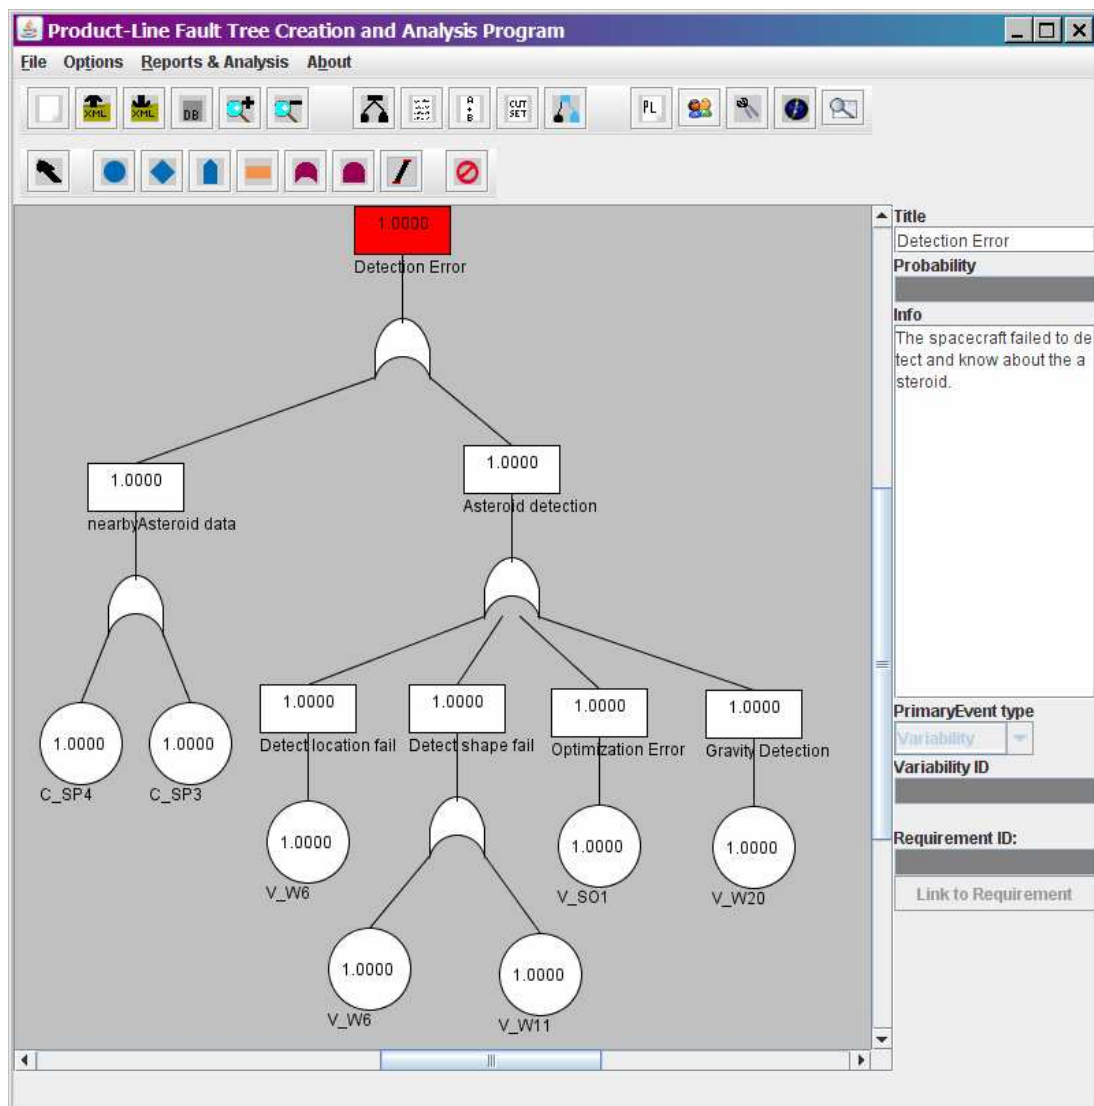 Product-Line Fault Tree Creation and Analysis Program
File Options Reports & Analysis About
XML XML DB A + B CUT SET PL
Title
Detection Error
Probability
Info
The spacecraft failed to de
tect and know about the a
steroid.
PrimaryEvent type
Variability
Variability ID
Requirement ID:
Link to Requirement
1.0000
Detection Error
1.0000
nearbyAsteroid data
1.0000
Asteroid detection
1.0000
C_SP4
1.0000
C_SP3
1.0000
Detect location fail
1.0000
Detect shape fail
1.0000
Optimization Error
1.0000
Gravity Detection
1.0000
V_W6
1.0000
V_SO1
1.0000
V_W20
1.0000
V_W6
1.0000
V_W11